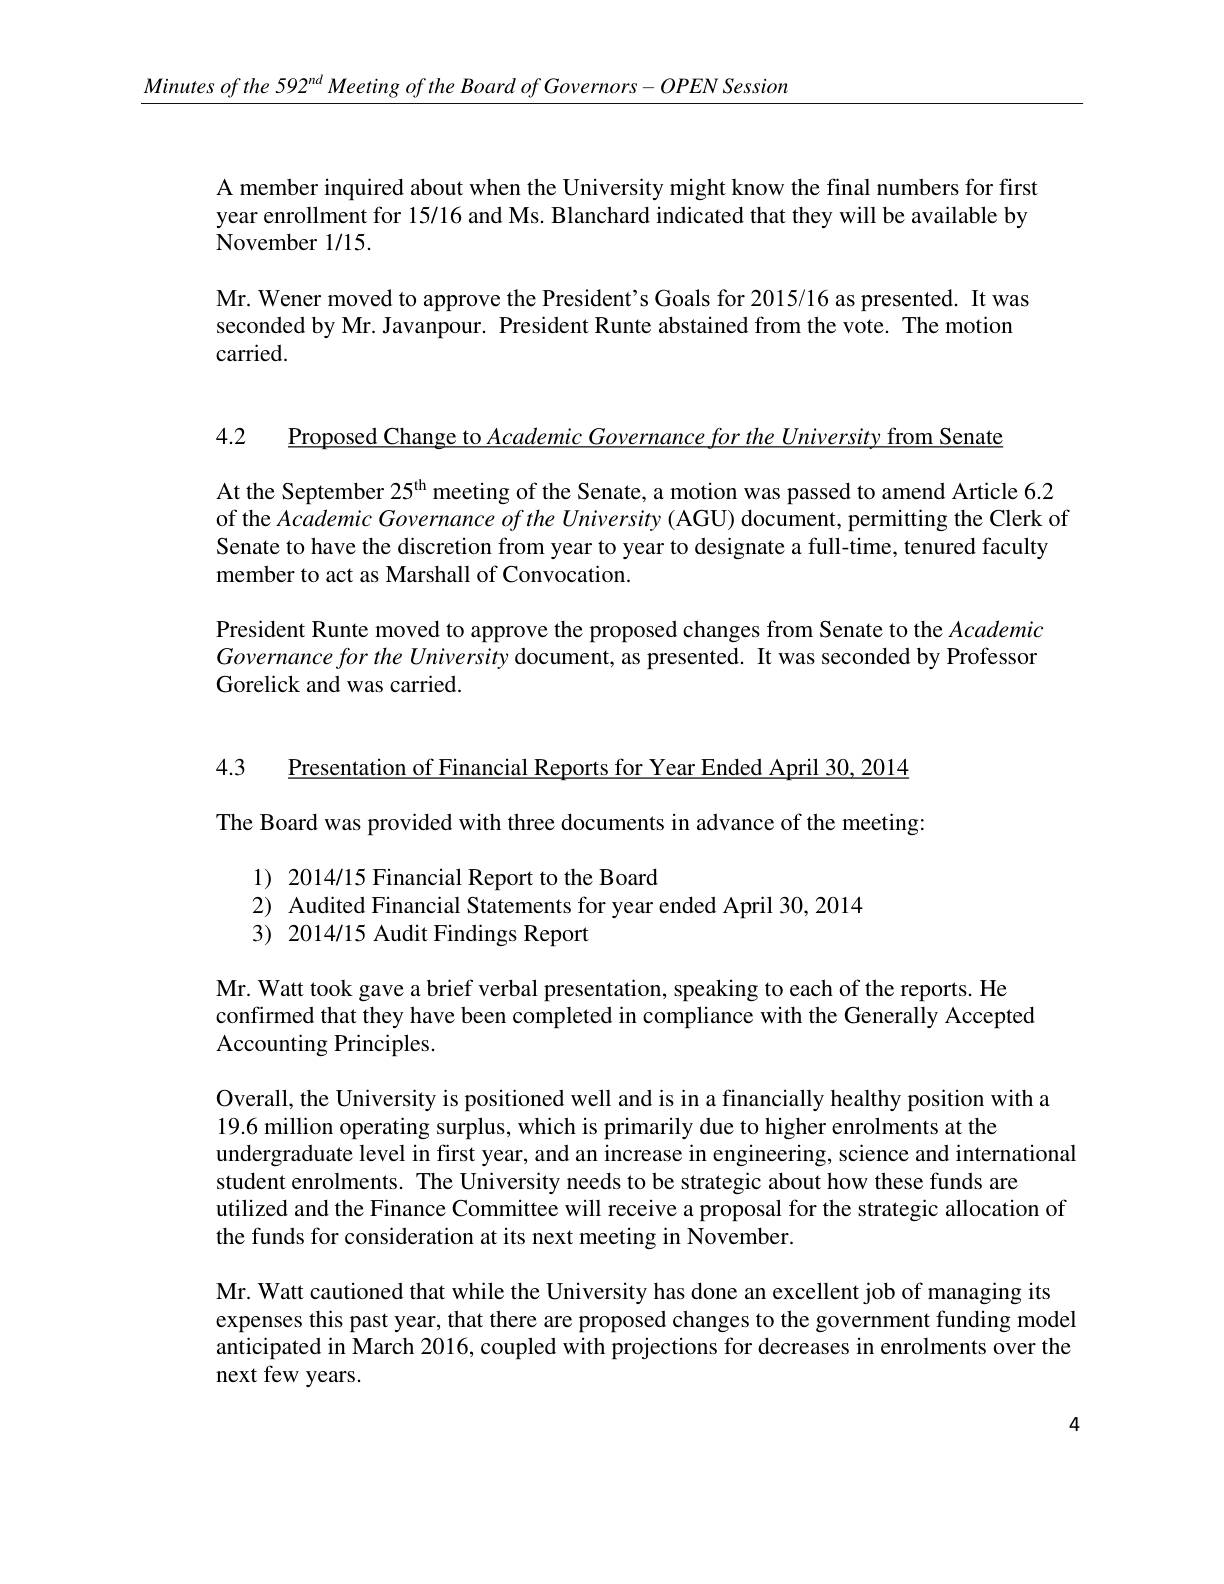 Minutes of the 592nd Meeting of the Board of Governors – OPEN Session
A member inquired about when the University might know the final numbers for first
year enrollment for 15/16 and Ms. Blanchard indicated that they will be available by
November 1/15.
Mr. Wener moved to approve the President’s Goals for 2015/16 as presented. It was
seconded by Mr. Javanpour. President Runte abstained from the vote. The motion
carried.
4.2 Proposed Change to Academic Governance for the University from Senate
At the September 25th meeting of the Senate, a motion was passed to amend Article 6.2
of the Academic Governance of the University (AGU) document, permitting the Clerk of
Senate to have the discretion from year to year to designate a full-time, tenured faculty
member to act as Marshall of Convocation.
President Runte moved to approve the proposed changes from Senate to the Academic
Governance for the University document, as presented. It was seconded by Professor
Gorelick and was carried.
4.3 Presentation of Financial Reports for Year Ended April 30, 2014
The Board was provided with three documents in advance of the meeting:
1) 2014/15 Financial Report to the Board
2) Audited Financial Statements for year ended April 30, 2014
3) 2014/15 Audit Findings Report
Mr. Watt took gave a brief verbal presentation, speaking to each of the reports. He
confirmed that they have been completed in compliance with the Generally Accepted
Accounting Principles.
Overall, the University is positioned well and is in a financially healthy position with a
19.6 million operating surplus, which is primarily due to higher enrolments at the
undergraduate level in first year, and an increase in engineering, science and international
student enrolments. The University needs to be strategic about how these funds are
utilized and the Finance Committee will receive a proposal for the strategic allocation of
the funds for consideration at its next meeting in November.
Mr. Watt cautioned that while the University has done an excellent job of managing its
expenses this past year, that there are proposed changes to the government funding model
anticipated in March 2016, coupled with projections for decreases in enrolments over the
next few years.
4